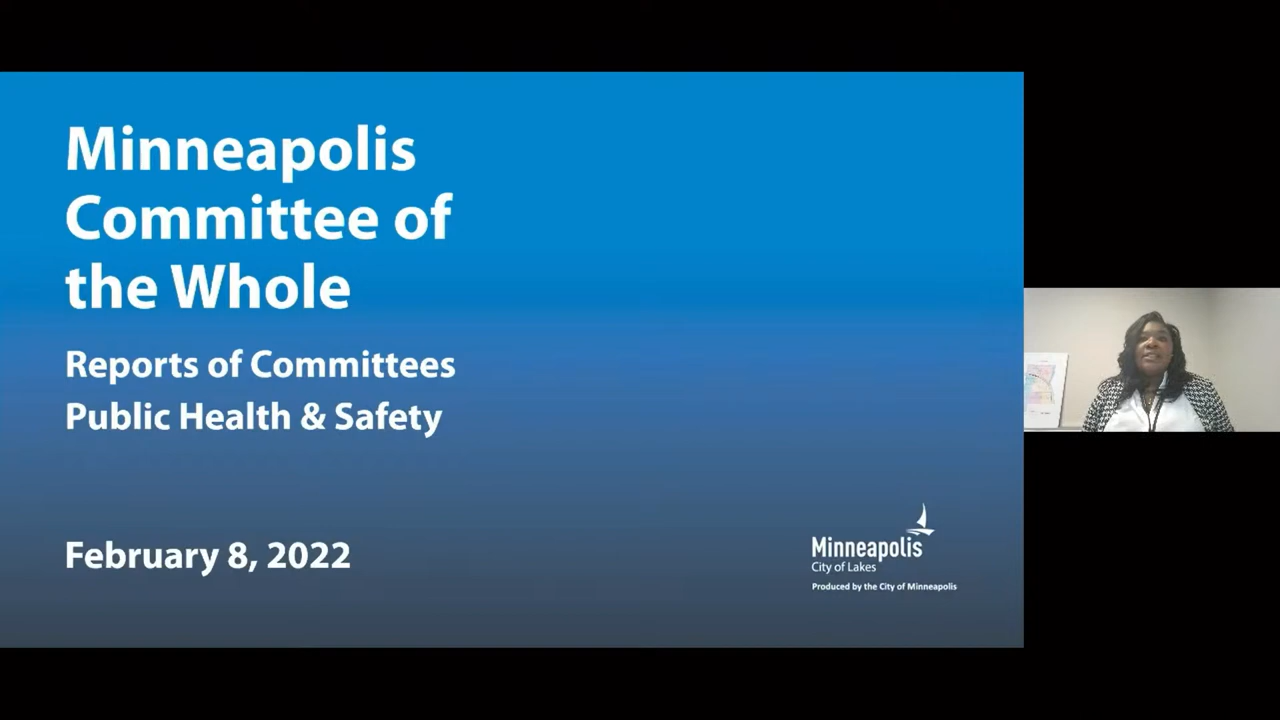 Minneapolis
Committee of
the Whole
Reports of Committees
Public Health & Safety
February 8, 2022
Minneapolis
City of Lakes
Produced by the City of Minneapolis